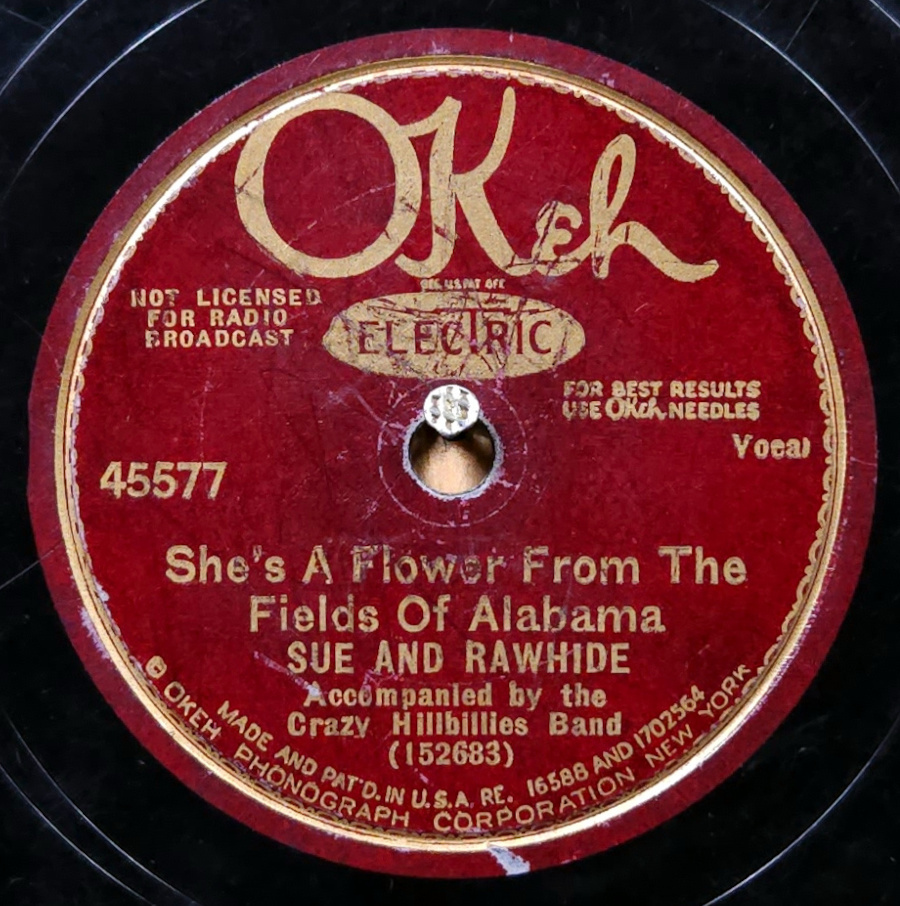 OKeh
REG. U.S. PAT. OFF.
ELECTRIC
NOT LICENSED
FOR RADIO
BROADCAST
FOR BEST RESULTS
USE OKeh NEEDLES
Vocal
45577
She's A Flower From The
Fields Of Alabama
SUE AND RAWHIDE
Accompanied by the
Crazy Hillbillies Band
(152683)
MADE AND PAT'D. IN U.S.A. RE. 16588 AND 1702564
OKEH PHONOGRAPH CORPORATION NEW YORK